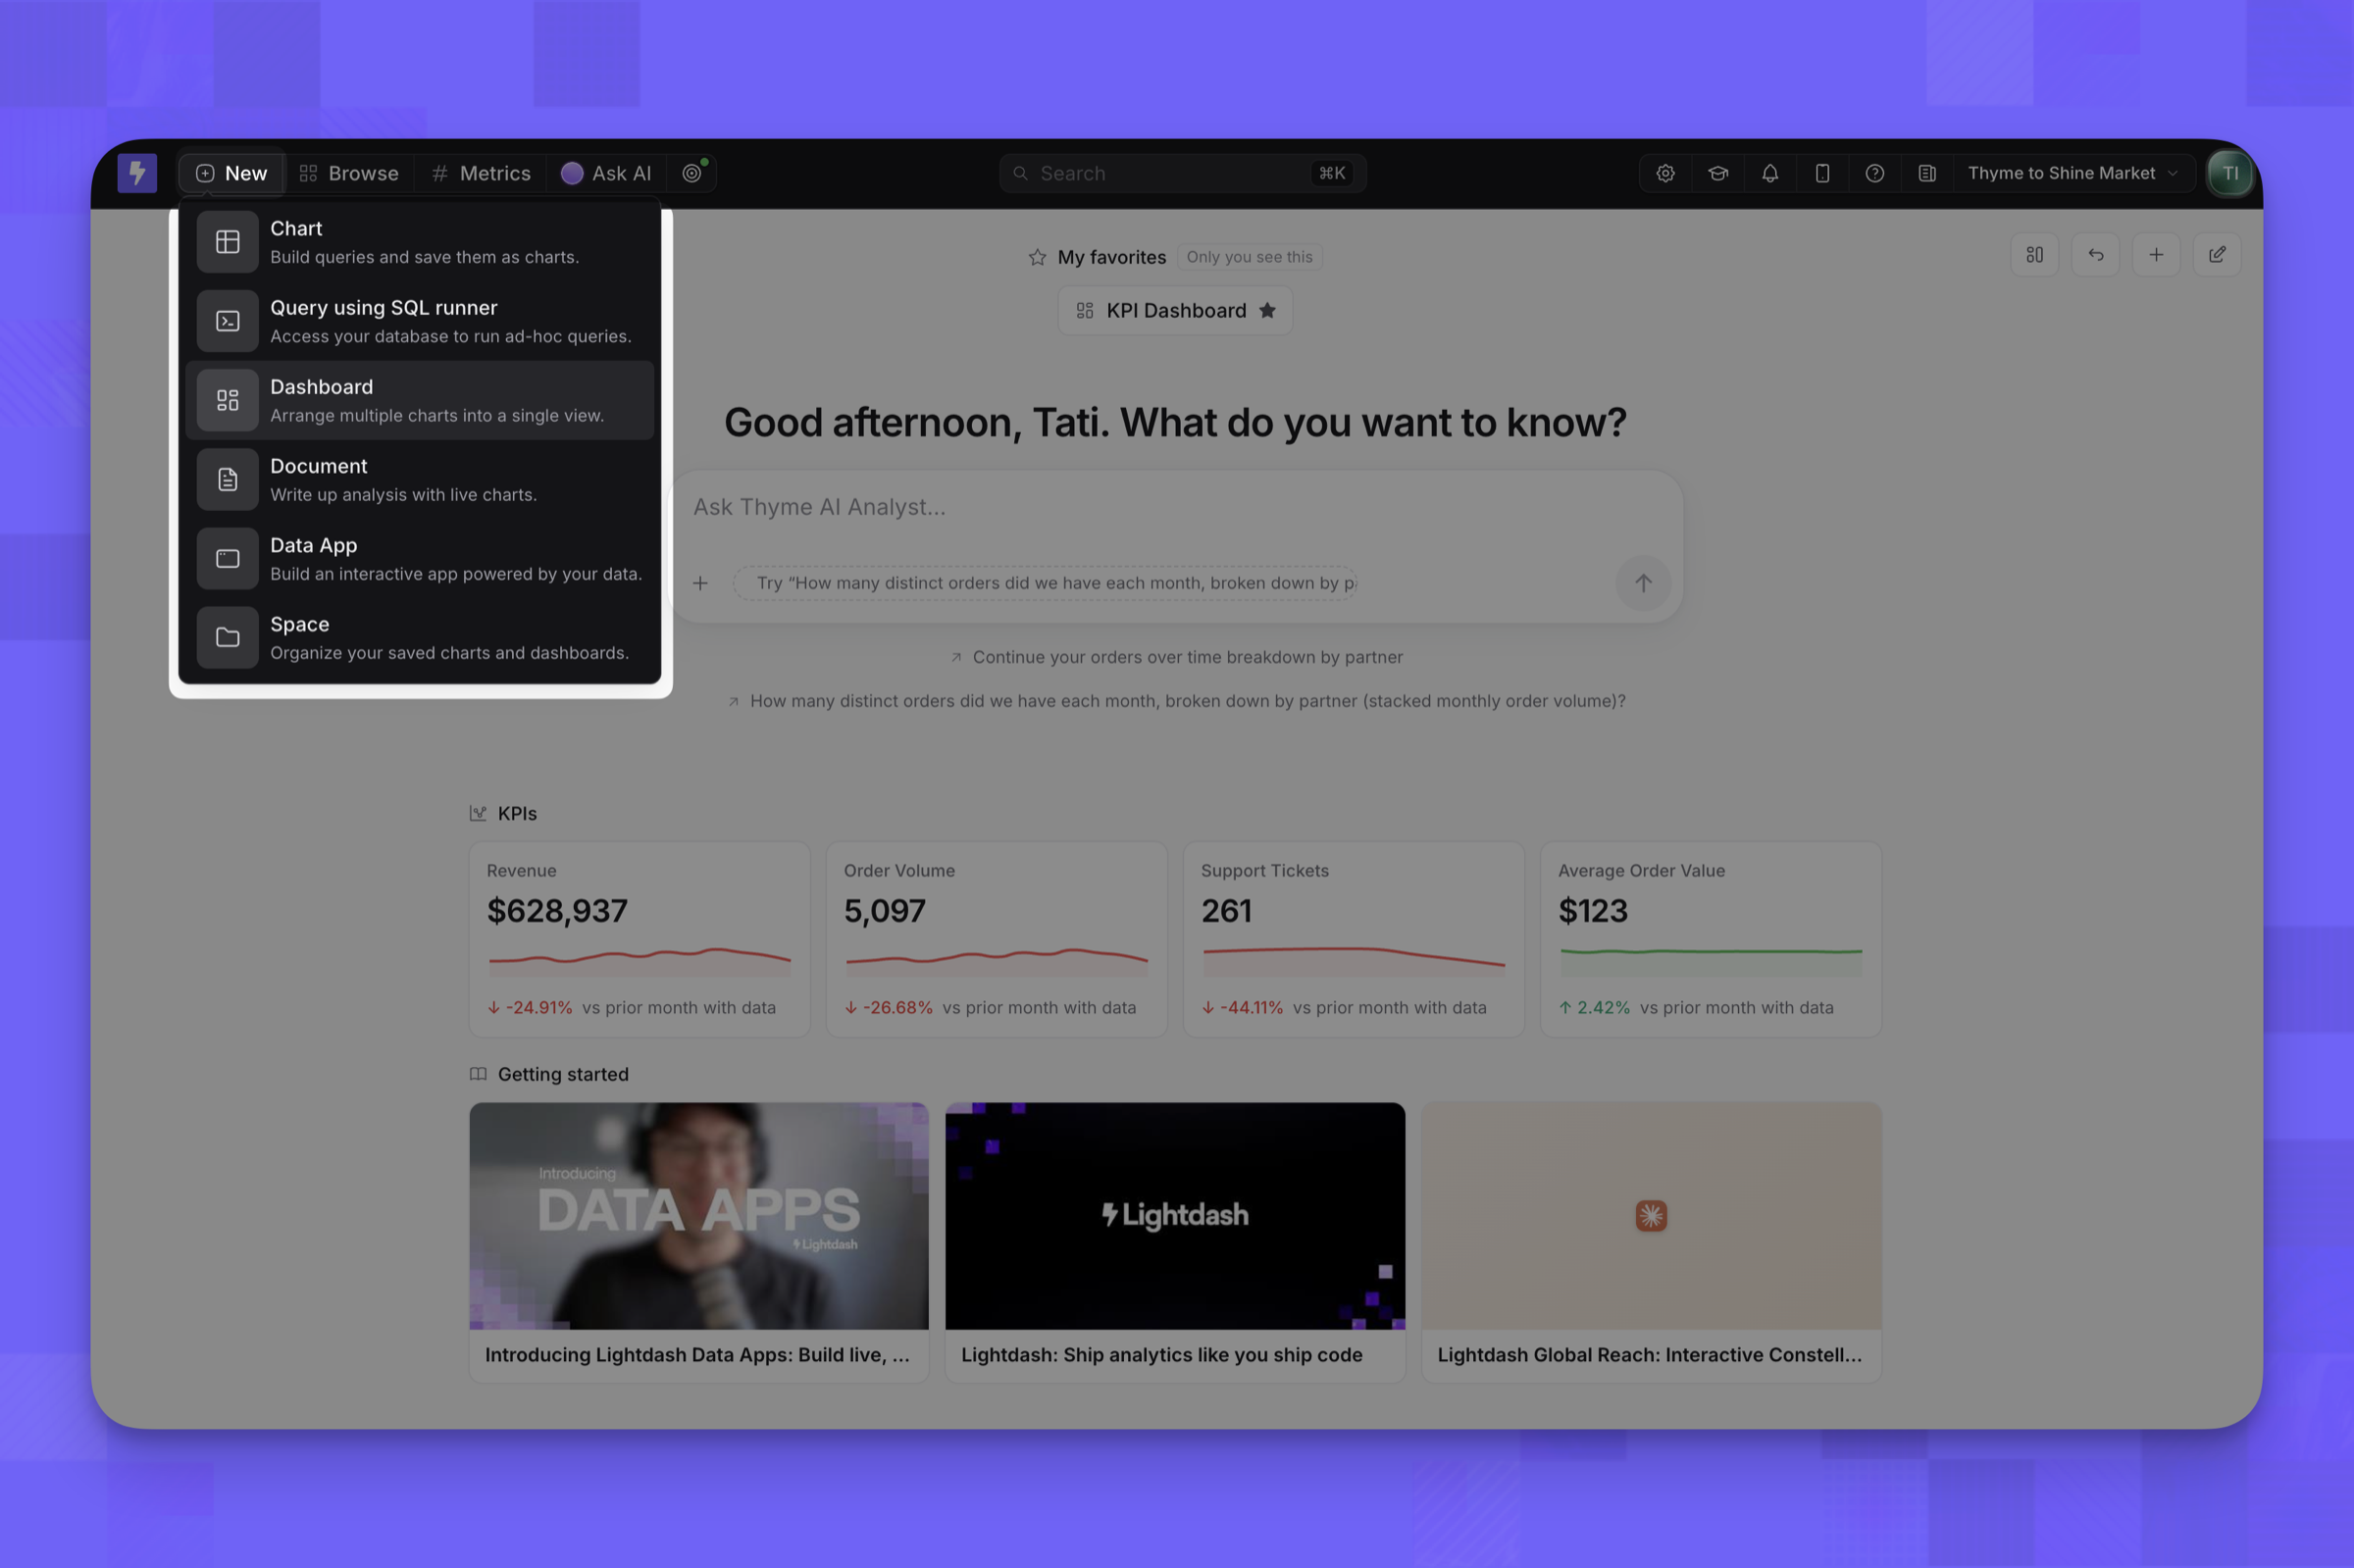 New
Browse
Metrics
Ask AI
Search
⌘K
Thyme to Shine Market
TI
Chart
Build queries and save them as charts.
Query using SQL runner
Access your database to run ad-hoc queries.
Dashboard
Arrange multiple charts into a single view.
Document
Write up analysis with live charts.
Data App
Build an interactive app powered by your data.
Space
Organize your saved charts and dashboards.
My favorites
Only you see this
KPI Dashboard
Good afternoon, Tati. What do you want to know?
Ask Thyme AI Analyst...
Try “How many distinct orders did we have each month, broken down by p
Continue your orders over time breakdown by partner
How many distinct orders did we have each month, broken down by partner (stacked monthly order volume)?
KPIs
Revenue
$628,937
↓ -24.91% vs prior month with data
Order Volume
5,097
↓ -26.68% vs prior month with data
Support Tickets
261
↓ -44.11% vs prior month with data
Average Order Value
$123
↑ 2.42% vs prior month with data
Getting started
Introducing
DATA APPS
Lightdash
Introducing Lightdash Data Apps: Build live, ...
Lightdash
Lightdash: Ship analytics like you ship code
Lightdash Global Reach: Interactive Constell...